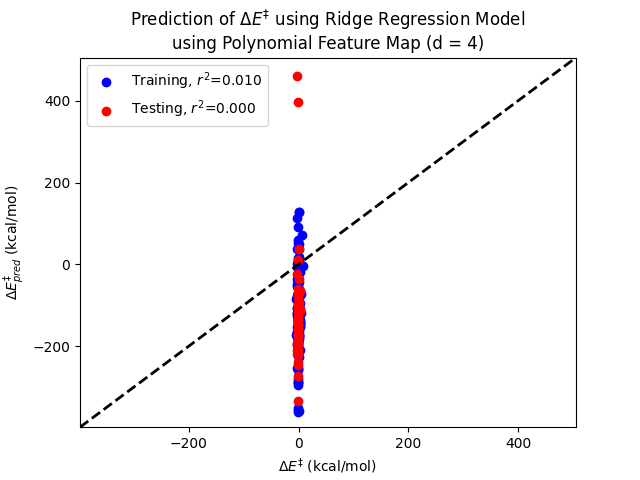 Prediction of ΔE‡ using Ridge Regression Model
using Polynomial Feature Map (d = 4)
Training, r²=0.010
Testing, r²=0.000
400
200
0
−200
ΔE‡pred (kcal/mol)
−200 0 200 400
ΔE‡ (kcal/mol)